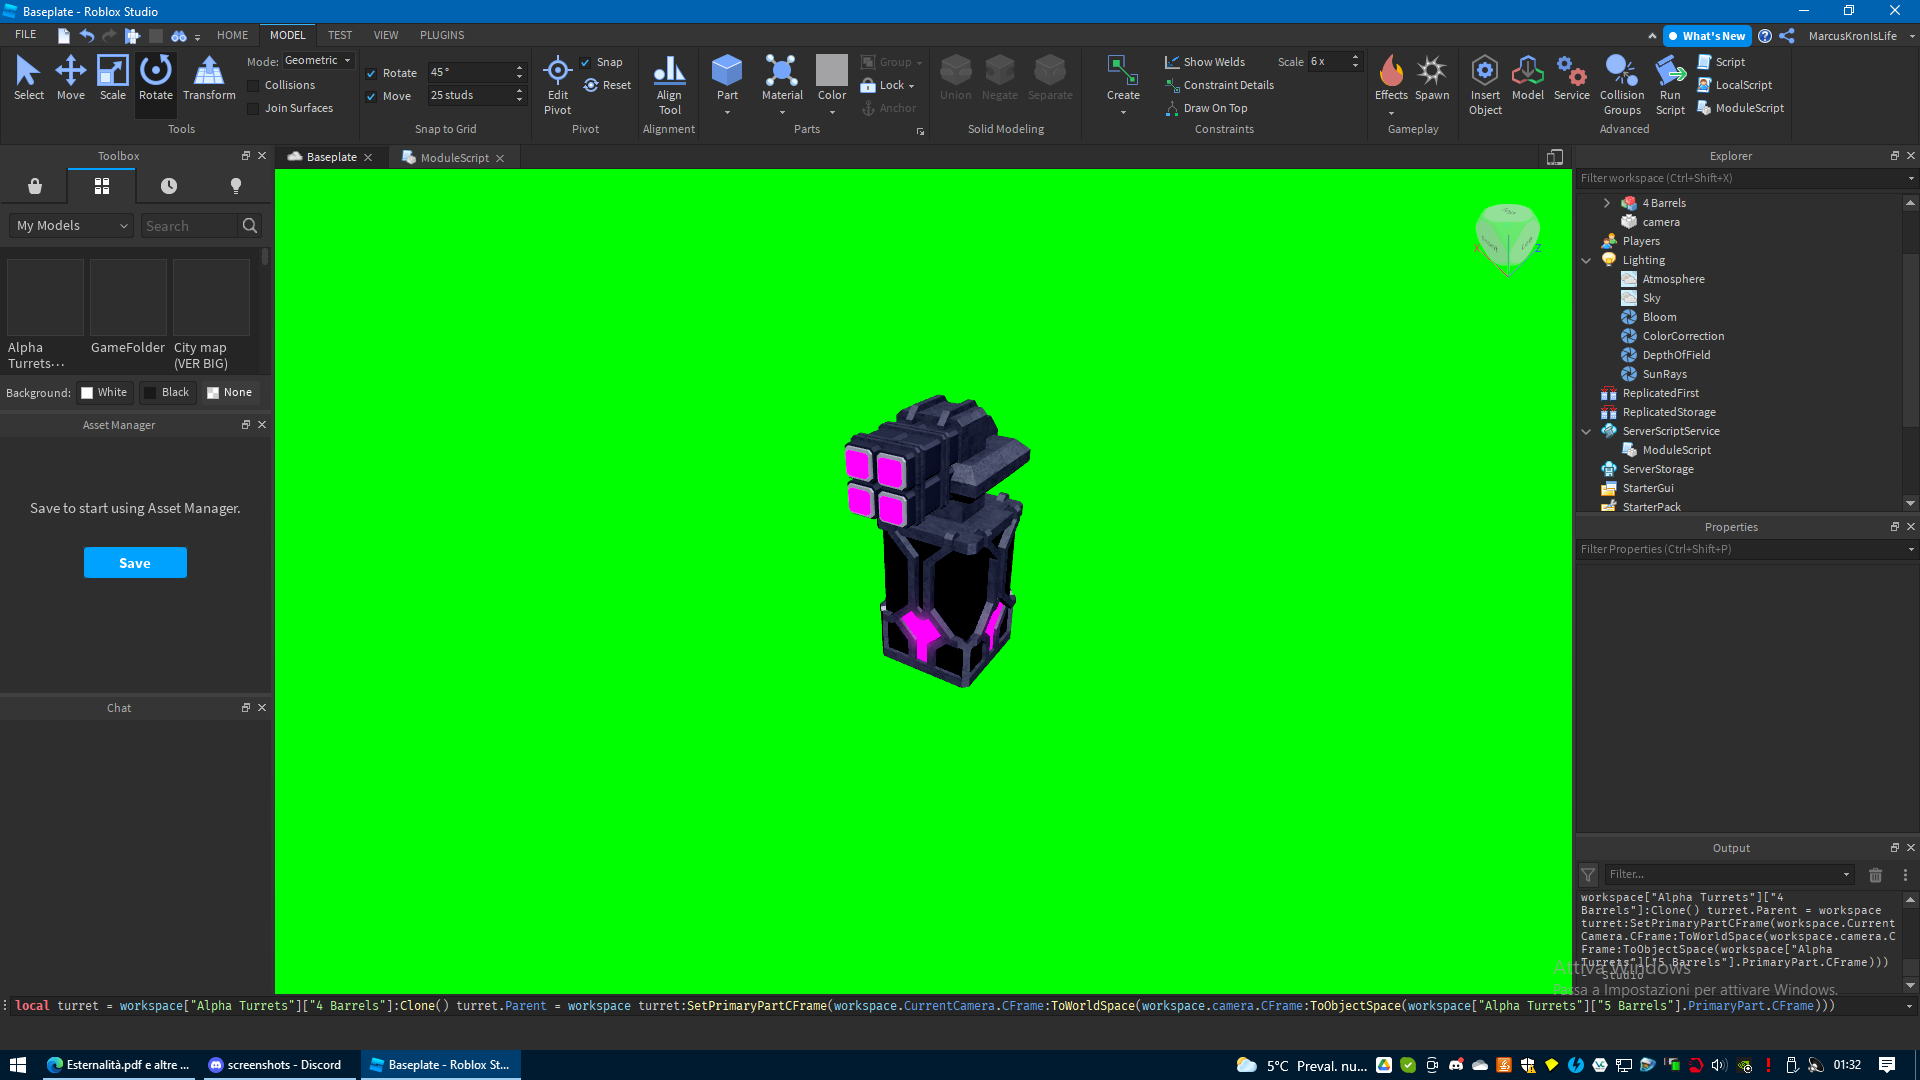 Baseplate - Roblox Studio
FILE HOME MODEL TEST VIEW PLUGINS What's New MarcusKronIsLife
Select Move Scale Rotate Transform
Mode: Geometric
Collisions
Join Surfaces
Tools
Rotate 45°
Move 25 studs
Snap to Grid
Edit Pivot
Snap
Reset
Pivot
Align Tool
Alignment
Part Material Color
Group
Lock
Anchor
Parts
Union Negate Separate
Solid Modeling
Create
Show Welds Scale 6 x
Constraint Details
Draw On Top
Constraints
Effects Spawn
Gameplay
Insert Object
Model
Service
Collision Groups
Run Script
Script
LocalScript
ModuleScript
Advanced
Toolbox
My Models Search
Alpha Turrets...
GameFolder
City map (VER BIG)
Background: White Black None
Asset Manager
Save to start using Asset Manager.
Save
Chat
Baseplate ModuleScript
Explorer
Filter workspace (Ctrl+Shift+X)
4 Barrels
camera
Players
Lighting
Atmosphere
Sky
Bloom
ColorCorrection
DepthOfField
SunRays
ReplicatedFirst
ReplicatedStorage
ServerScriptService
ModuleScript
ServerStorage
StarterGui
StarterPack
Properties
Filter Properties (Ctrl+Shift+P)
Output
Filter...
workspace["Alpha Turrets"]["4
Barrels"]:Clone() turret.Parent = workspace
turret:SetPrimaryPartCFrame(workspace.Current
Camera.CFrame:ToWorldSpace(workspace.camera.C
Frame:ToObjectSpace(workspace["Alpha
Turrets"]["5 Barrels"].PrimaryPart.CFrame)))
- Studio
Attiva Windows
Passa a Impostazioni per attivare Windows.
local turret = workspace["Alpha Turrets"]["4 Barrels"]:Clone() turret.Parent = workspace turret:SetPrimaryPartCFrame(workspace.CurrentCamera.CFrame:ToWorldSpace(workspace.camera.CFrame:ToObjectSpace(workspace["Alpha Turrets"]["5 Barrels"].PrimaryPart.CFrame)))
Esternalità.pdf e altre ... screenshots - Discord Baseplate - Roblox St... 5°C Preval. nu... 01:32